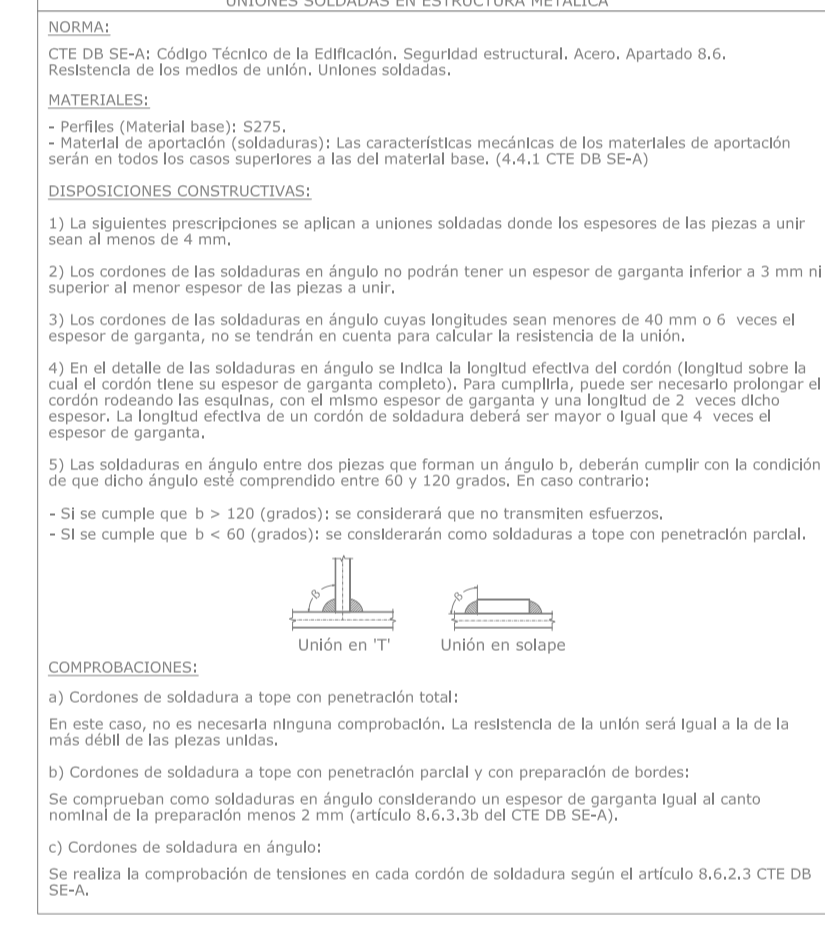 UNIONES SOLDADAS EN ESTRUCTURA METÁLICA
NORMA:
CTE DB SE-A: Código Técnico de la Edificación. Seguridad estructural. Acero. Apartado 8.6.
Resistencia de los medios de unión. Uniones soldadas.
MATERIALES:
- Perfiles (Material base): S275.
- Material de aportación (soldaduras): Las características mecánicas de los materiales de aportación
serán en todos los casos superiores a las del material base. (4.4.1 CTE DB SE-A)
DISPOSICIONES CONSTRUCTIVAS:
1) La siguientes prescripciones se aplican a uniones soldadas donde los espesores de las piezas a unir
sean al menos de 4 mm.
2) Los cordones de las soldaduras en ángulo no podrán tener un espesor de garganta inferior a 3 mm ni
superior al menor espesor de las piezas a unir.
3) Los cordones de las soldaduras en ángulo cuyas longitudes sean menores de 40 mm o 6 veces el
espesor de garganta, no se tendrán en cuenta para calcular la resistencia de la unión.
4) En el detalle de las soldaduras en ángulo se indica la longitud efectiva del cordón (longitud sobre la
cual el cordón tiene su espesor de garganta completo). Para cumplirla, puede ser necesario prolongar el
cordón rodeando las esquinas, con el mismo espesor de garganta y una longitud de 2 veces dicho
espesor. La longitud efectiva de un cordón de soldadura deberá ser mayor o igual que 4 veces el
espesor de garganta.
5) Las soldaduras en ángulo entre dos piezas que forman un ángulo b, deberán cumplir con la condición
de que dicho ángulo esté comprendido entre 60 y 120 grados. En caso contrario:
- Si se cumple que b > 120 (grados): se considerará que no transmiten esfuerzos.
- Si se cumple que b < 60 (grados): se considerarán como soldaduras a tope con penetración parcial.
B B
Unión en 'T' Unión en solape
COMPROBACIONES:
a) Cordones de soldadura a tope con penetración total:
En este caso, no es necesaria ninguna comprobación. La resistencia de la unión será igual a la de la
más débil de las piezas unidas.
b) Cordones de soldadura a tope con penetración parcial y con preparación de bordes:
Se comprueban como soldaduras en ángulo considerando un espesor de garganta igual al canto
nominal de la preparación menos 2 mm (artículo 8.6.3.3b del CTE DB SE-A).
c) Cordones de soldadura en ángulo:
Se realiza la comprobación de tensiones en cada cordón de soldadura según el artículo 8.6.2.3 CTE DB
SE-A.